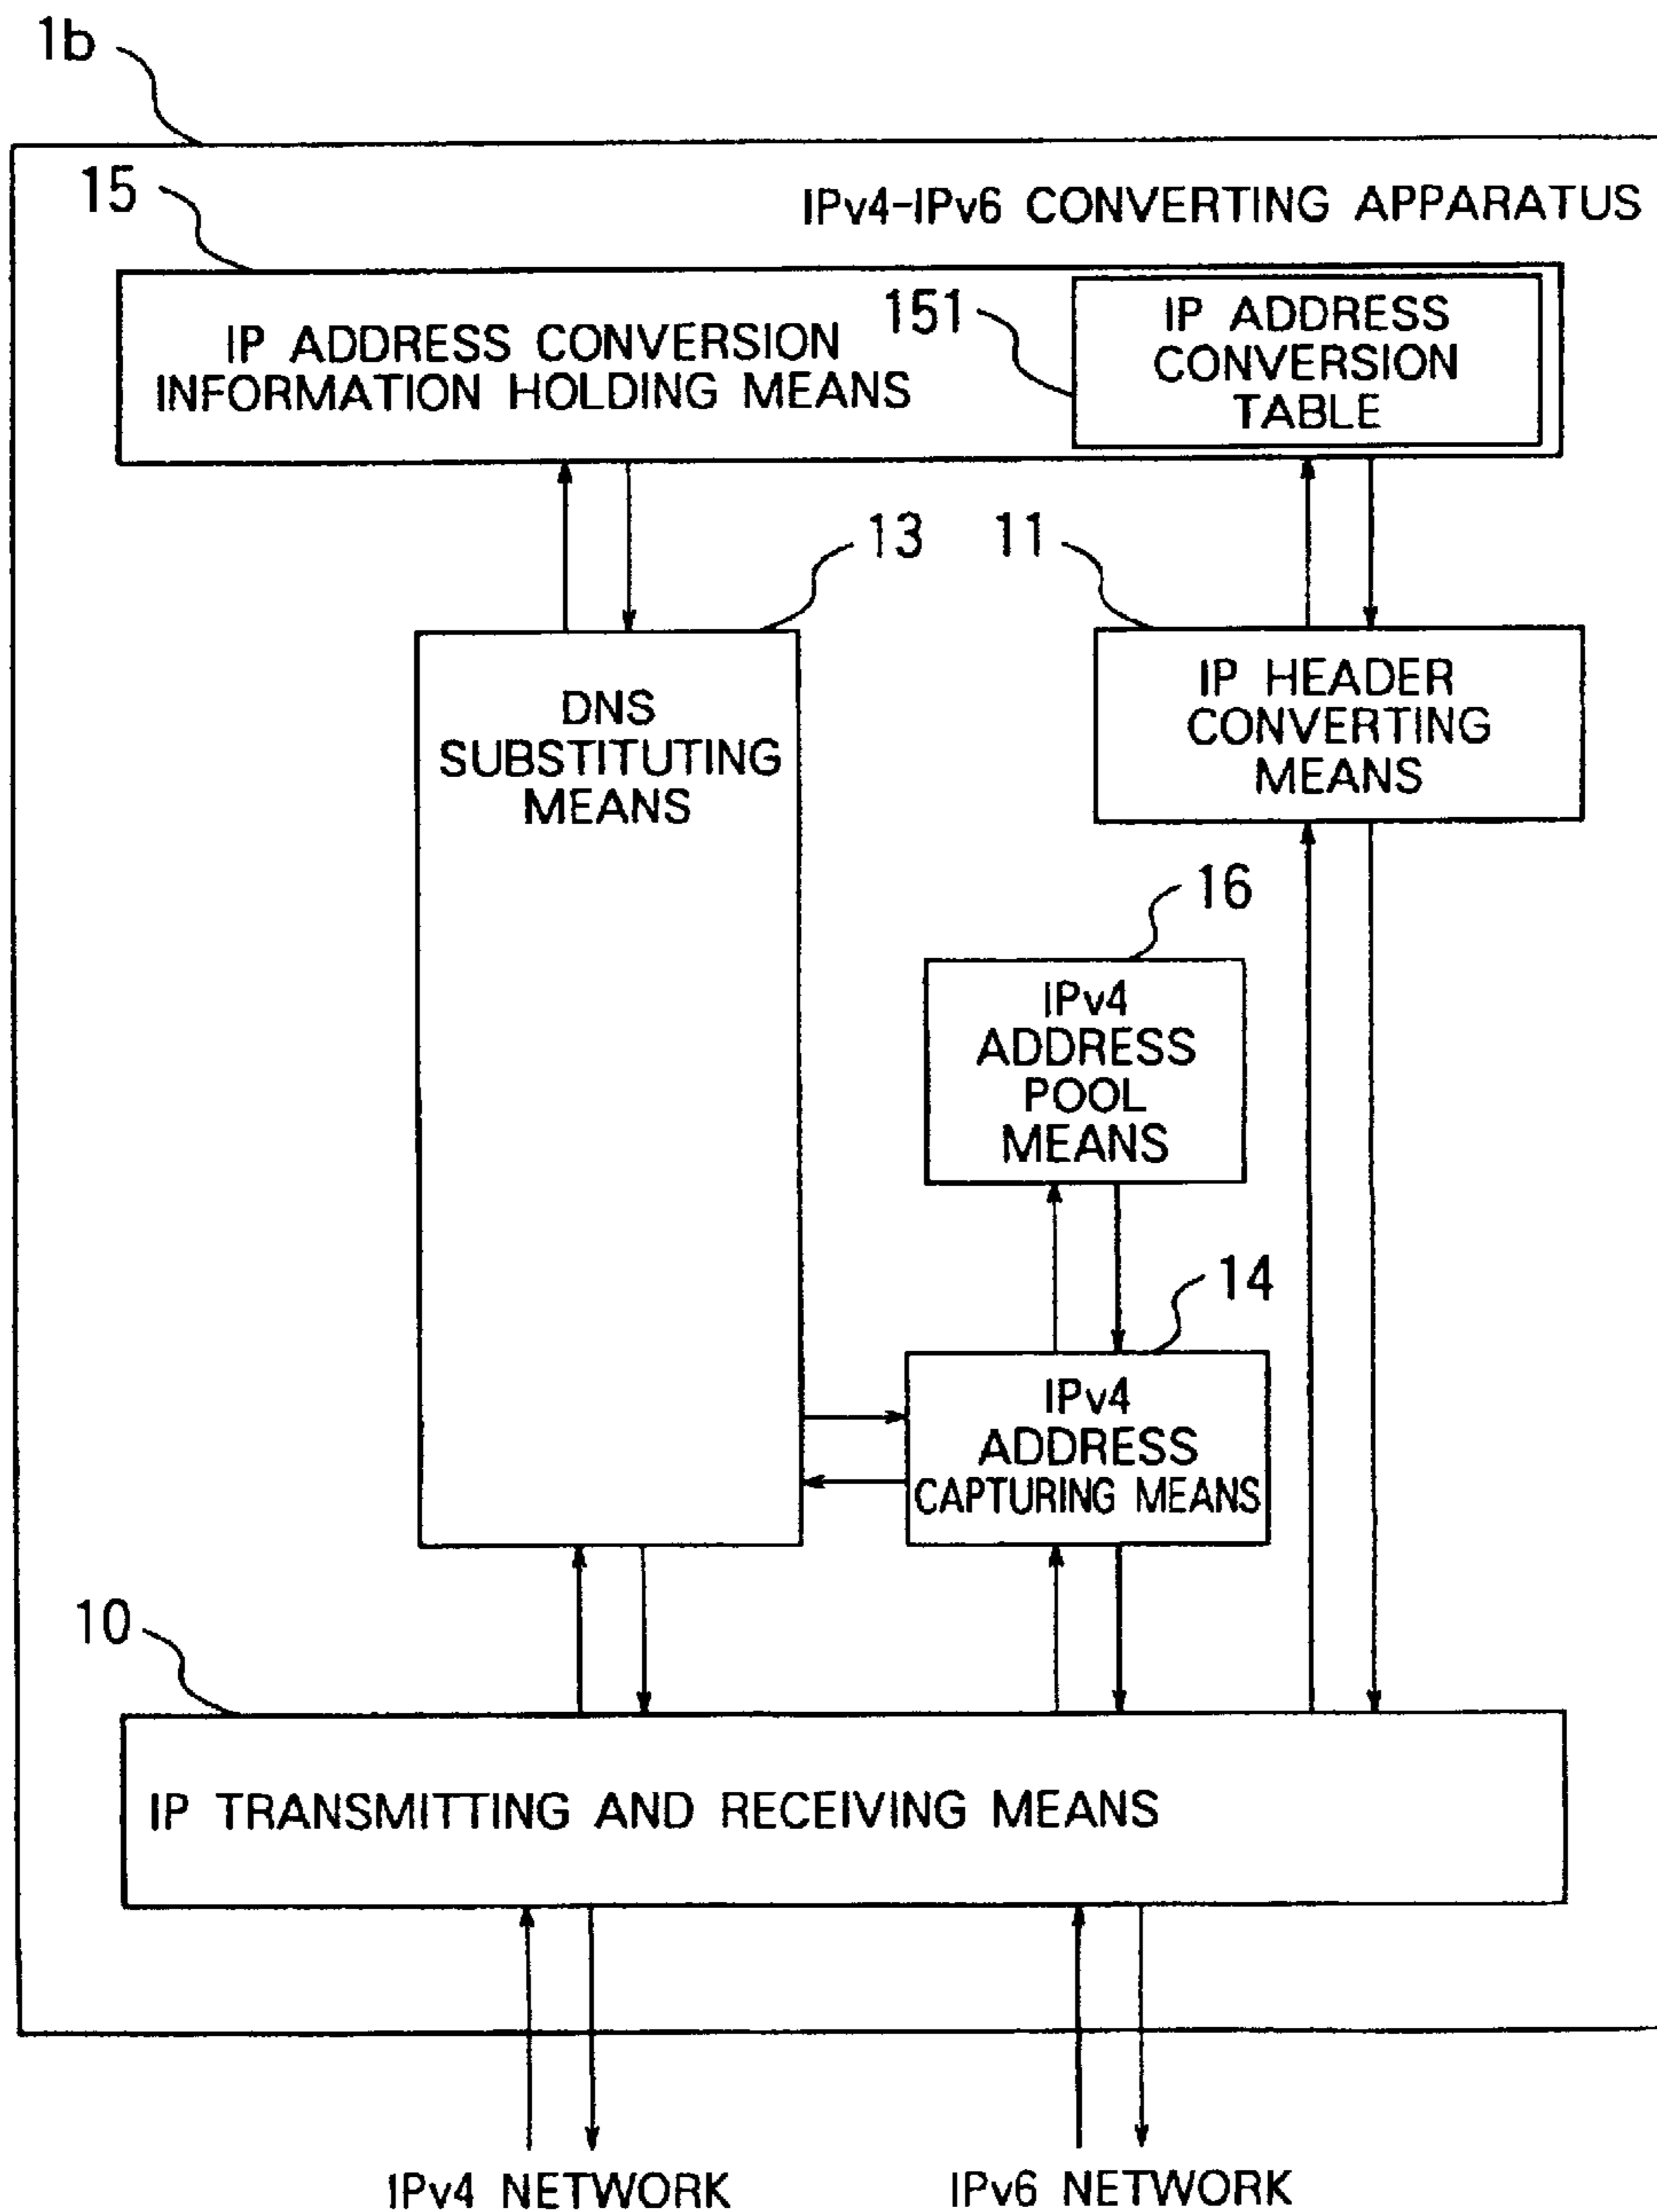 1b
15
IPv4-IPv6 CONVERTING APPARATUS
IP ADDRESS CONVERSION
INFORMATION HOLDING MEANS
151
IP ADDRESS
CONVERSION
TABLE
13
11
DNS
SUBSTITUTING
MEANS
IP HEADER
CONVERTING
MEANS
16
IPv4
ADDRESS
POOL
MEANS
14
IPv4
ADDRESS
CAPTURING MEANS
10
IP TRANSMITTING AND RECEIVING MEANS
IPv4 NETWORK
IPv6 NETWORK